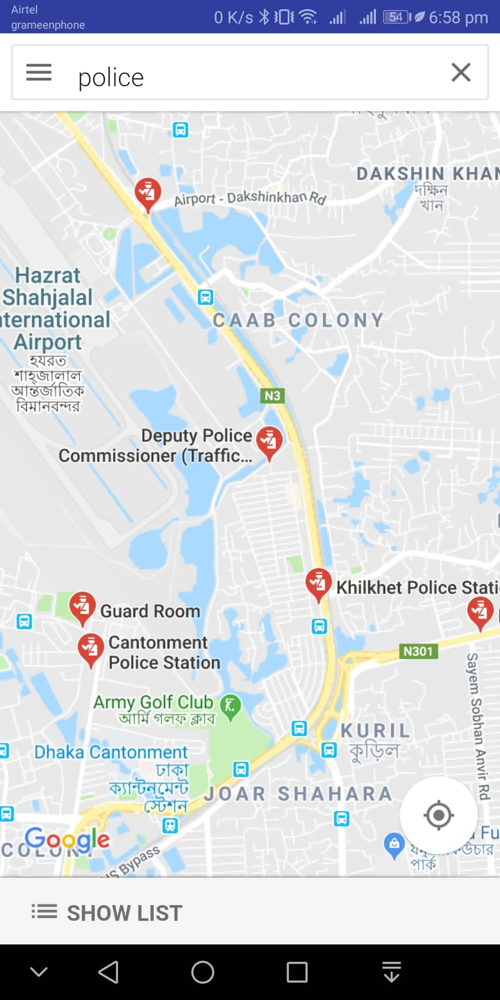 Airtel
grameenphone
0 K/s
54
6:58 pm
police
DAKSHIN KHAN
দক্ষিন
খান
Airport - Dakshinkhan Rd
Hazrat
Shahjalal
nternational
Airport
হযরত
শাহজালাল
আন্তর্জাতিক
বিমানবন্দর
CAAB COLONY
N3
Deputy Police
Commissioner (Traffic...
Khilkhet Police Stati
Guard Room
Cantonment
Police Station
N301
Sayem Sobhan Anvir Rd
Army Golf Club
আর্মি গলফ ক্লাব
KURIL
কুড়িল
Dhaka Cantonment
ঢাকা
ক্যান্টনমেন্ট
স্টেশন
JOAR SHAHARA
Google
Fu
উচার
পার্ক
Bypass
SHOW LIST